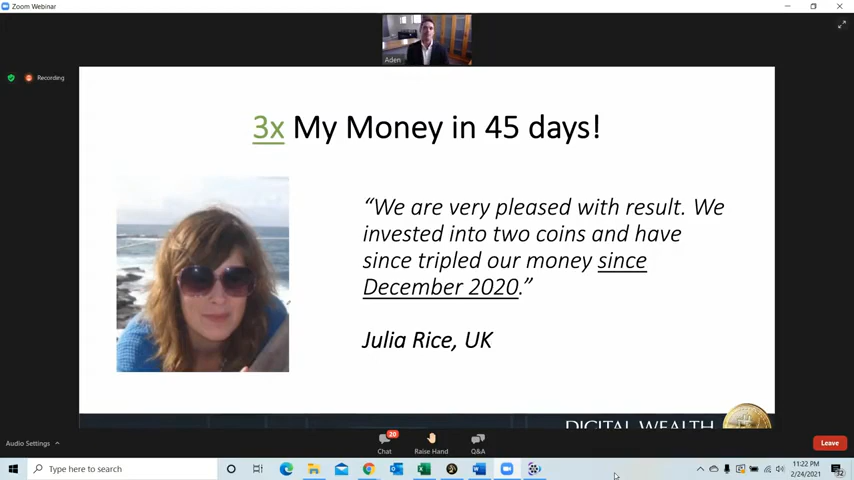 Zoom Webinar
Aden
Recording
3x My Money in 45 days!
“We are very pleased with result. We
invested into two coins and have
since tripled our money since
December 2020.”
Julia Rice, UK
DIGITAL WEALTH
Audio Settings
20
Chat
Raise Hand
Q&A
Leave
Type here to search
11:22 PM
2/24/2021